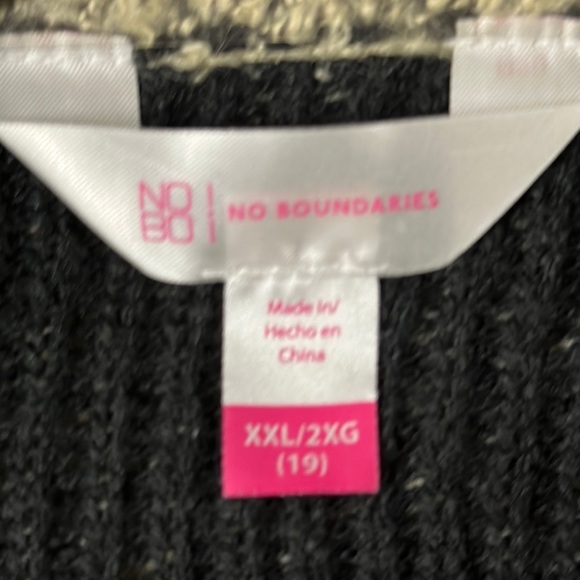 NO
BO
NO BOUNDARIES
Made in/
Hecho en
China
XXL/2XG
(19)